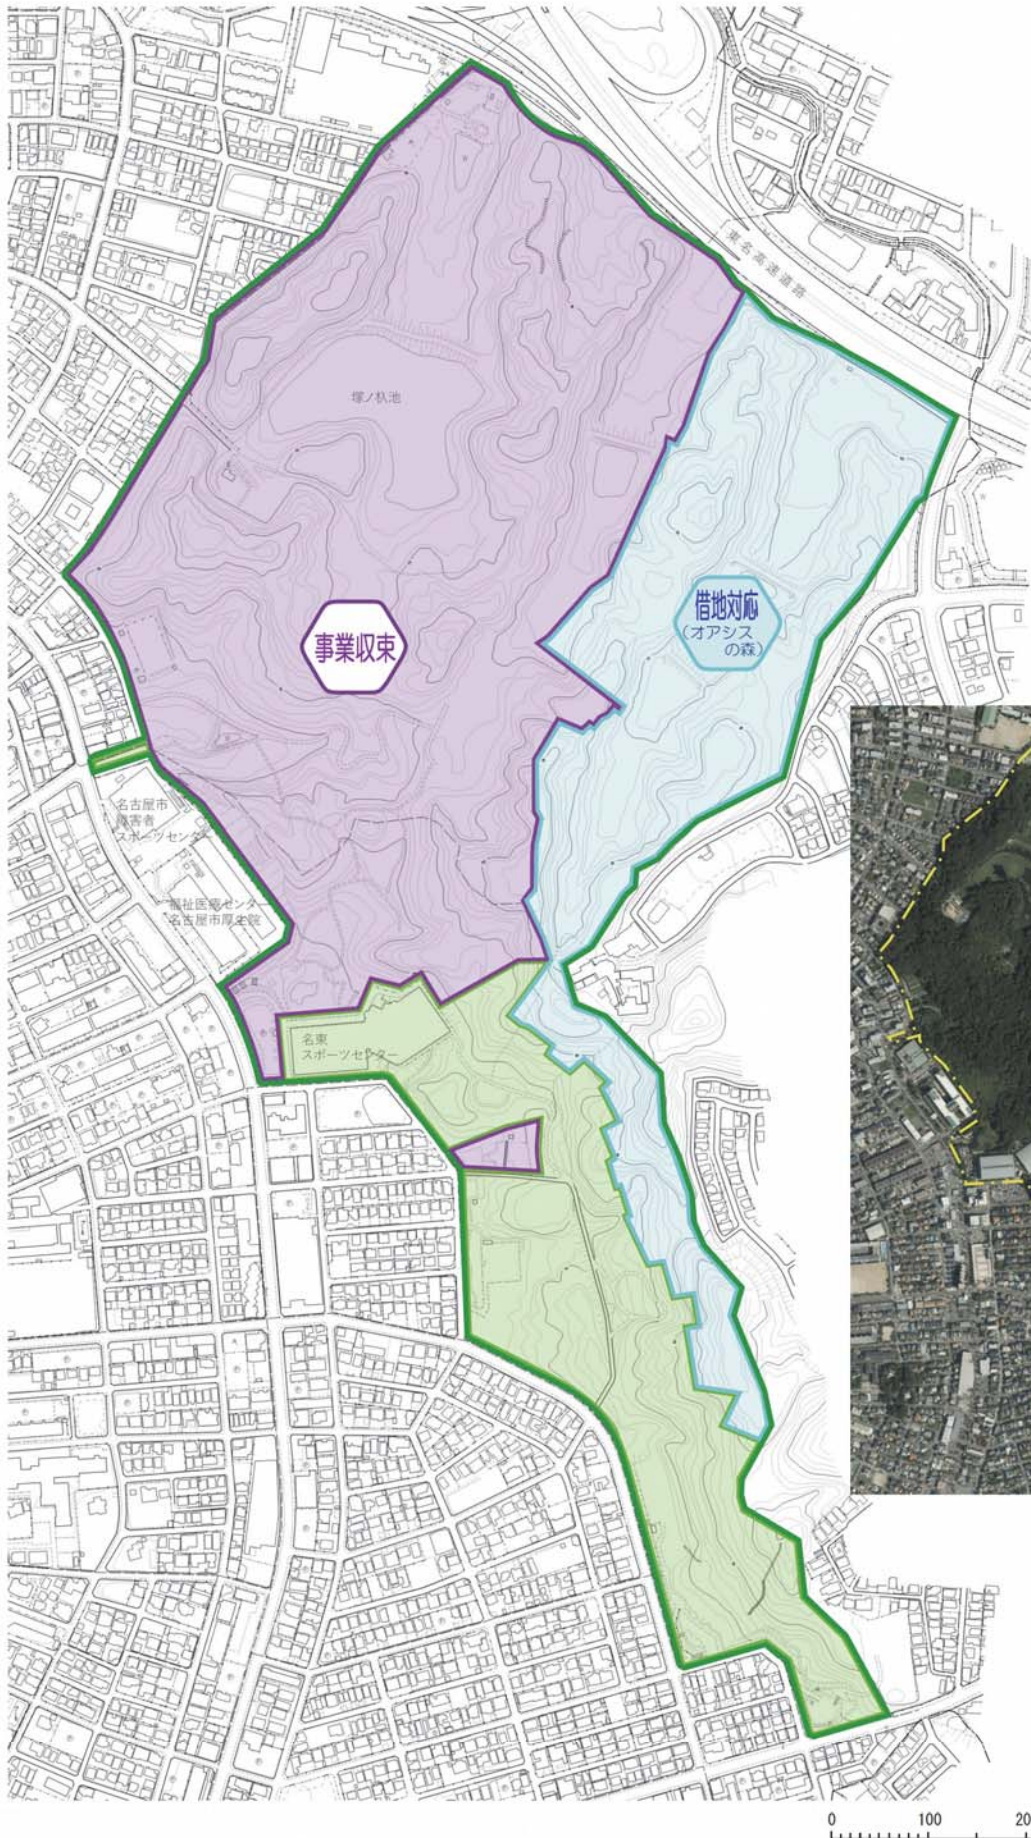 東名高速道路
塚ノ杁池
事業収束
借地対応
(オアシス
の森)
名古屋市
障害者
スポーツセンター
福祉医療センター
名古屋市厚生院
名東
スポーツセンター
0 100 20